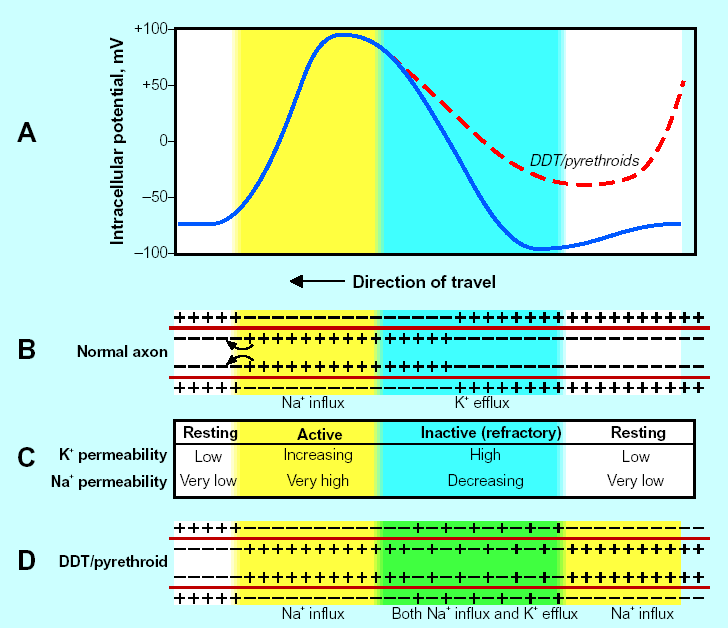 +100
+50
0
−50
−100
Intracellular potential, mV
A
DDT/pyrethroids
Direction of travel
B
Normal axon
+ + + + + − − − − − − − − − − − − − − − + + + + + + + + + + + + + + + + + +
− − − − − + + + + + + + + + + + + + + + − − − − − − − − − − − − − − − − − −
− − − − − + + + + + + + + + + + + + + + − − − − − − − − − − − − − − − − − −
+ + + + + − − − − − − − − − − − − − − − + + + + + + + + + + + + + + + + + +
Na+ influx K+ efflux
C
Resting Active Inactive (refractory) Resting
K+ permeability Low Increasing High Low
Na+ permeability Very low Very high Decreasing Very low
D
DDT/pyrethroid
Na+ influx Both Na+ influx and K+ efflux Na+ influx